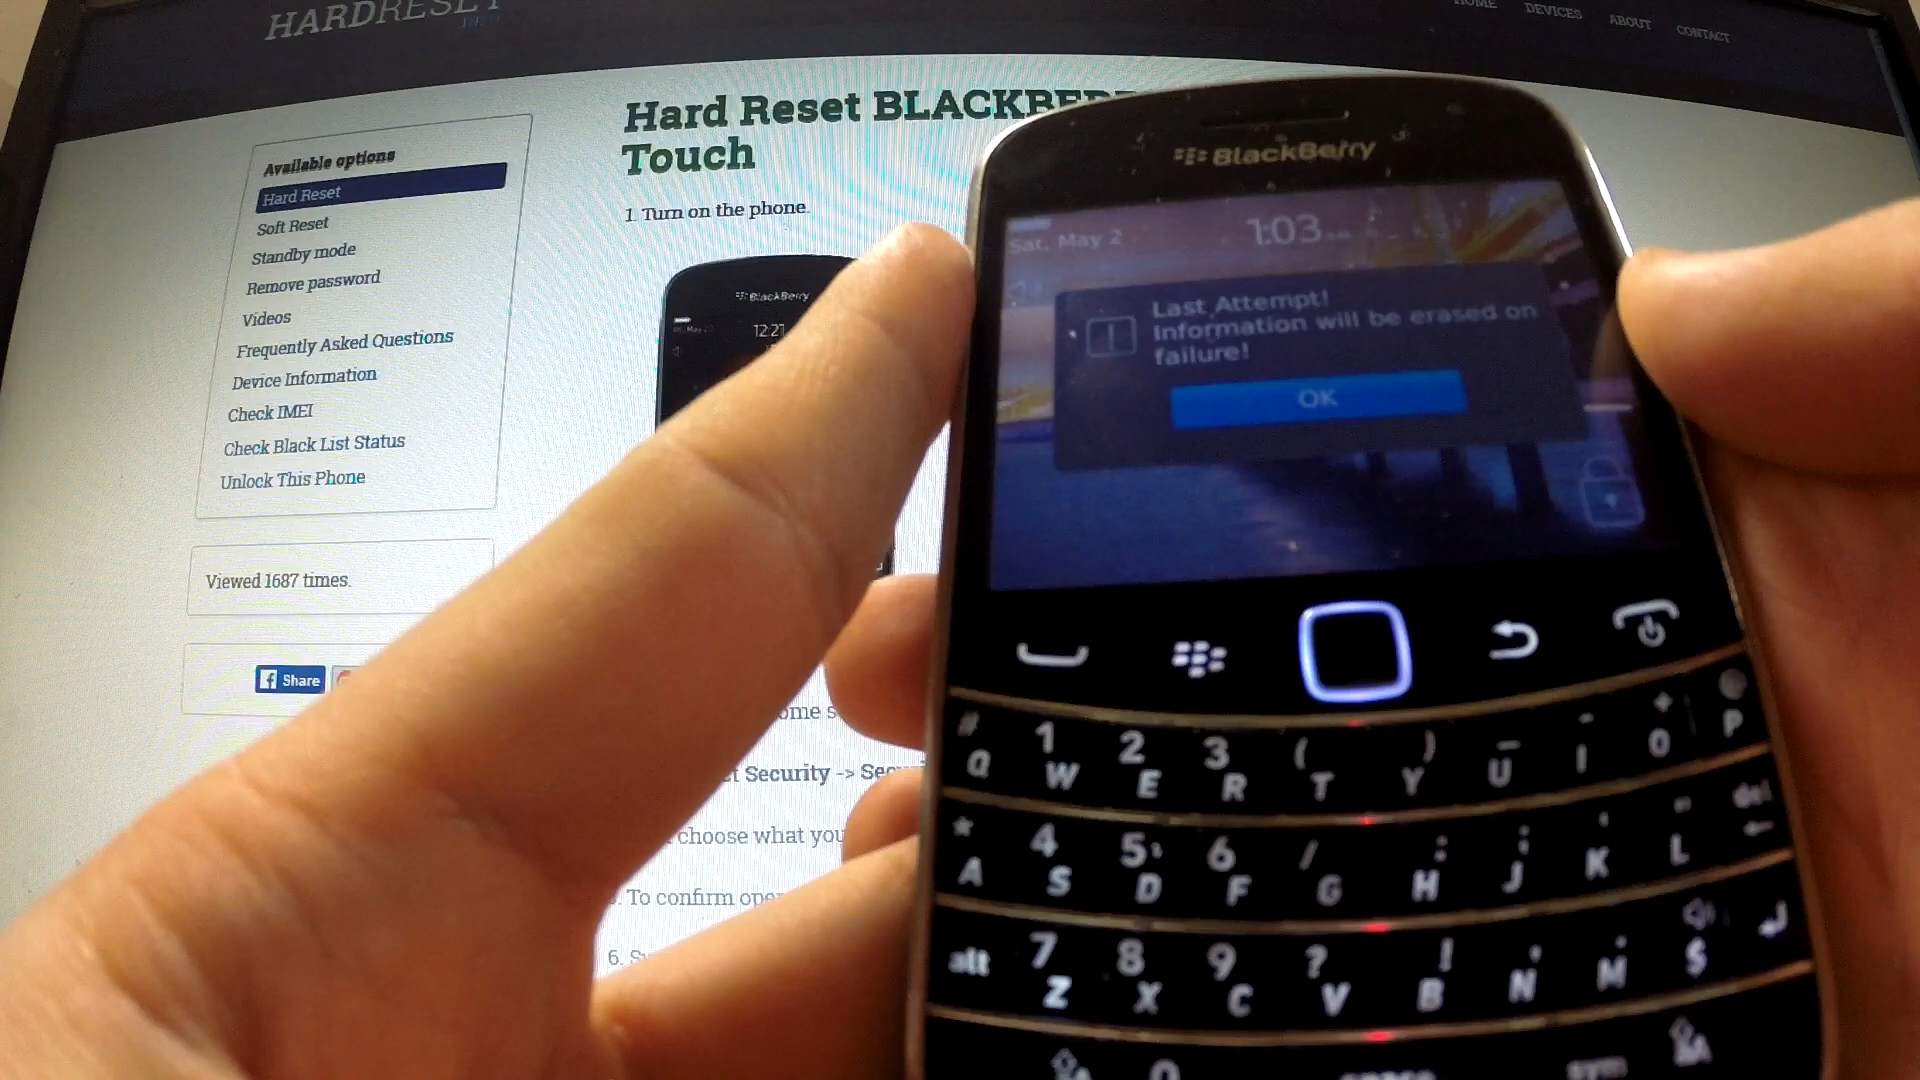 HARDRESET
HOME DEVICES ABOUT CONTACT
Hard Reset
Touch
1. Turn on the phone.
Available options
Hard Reset
Soft Reset
Standby mode
Remove password
Videos
Frequently Asked Questions
Device Information
Check IMEI
Check Black List Status
Unlock This Phone
Viewed 1687 times.
Share
BlackBerry
12:21
Security ->
choose what you
To confirm
6.
BlackBerry
Sat, May 2
1:03
Last Attempt!
Information will be erased on
failure!
OK
# 1 2 3 ( ) _ - + @
Q W E R T Y U I O P
* 4 5 6 / : ; ' " del
A S D F G H J K L
alt 7 8 9 ? ! , . $
Z X C V B N M
0 space sym